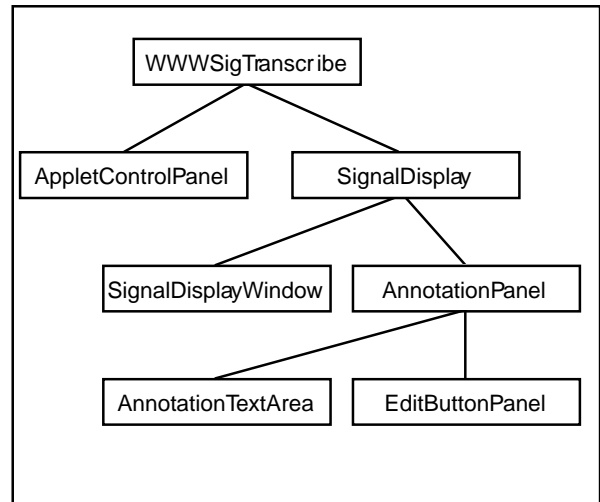 WWWSigTranscribe
AppletControlPanel
SignalDisplay
SignalDisplayWindow
AnnotationPanel
AnnotationTextArea
EditButtonPanel